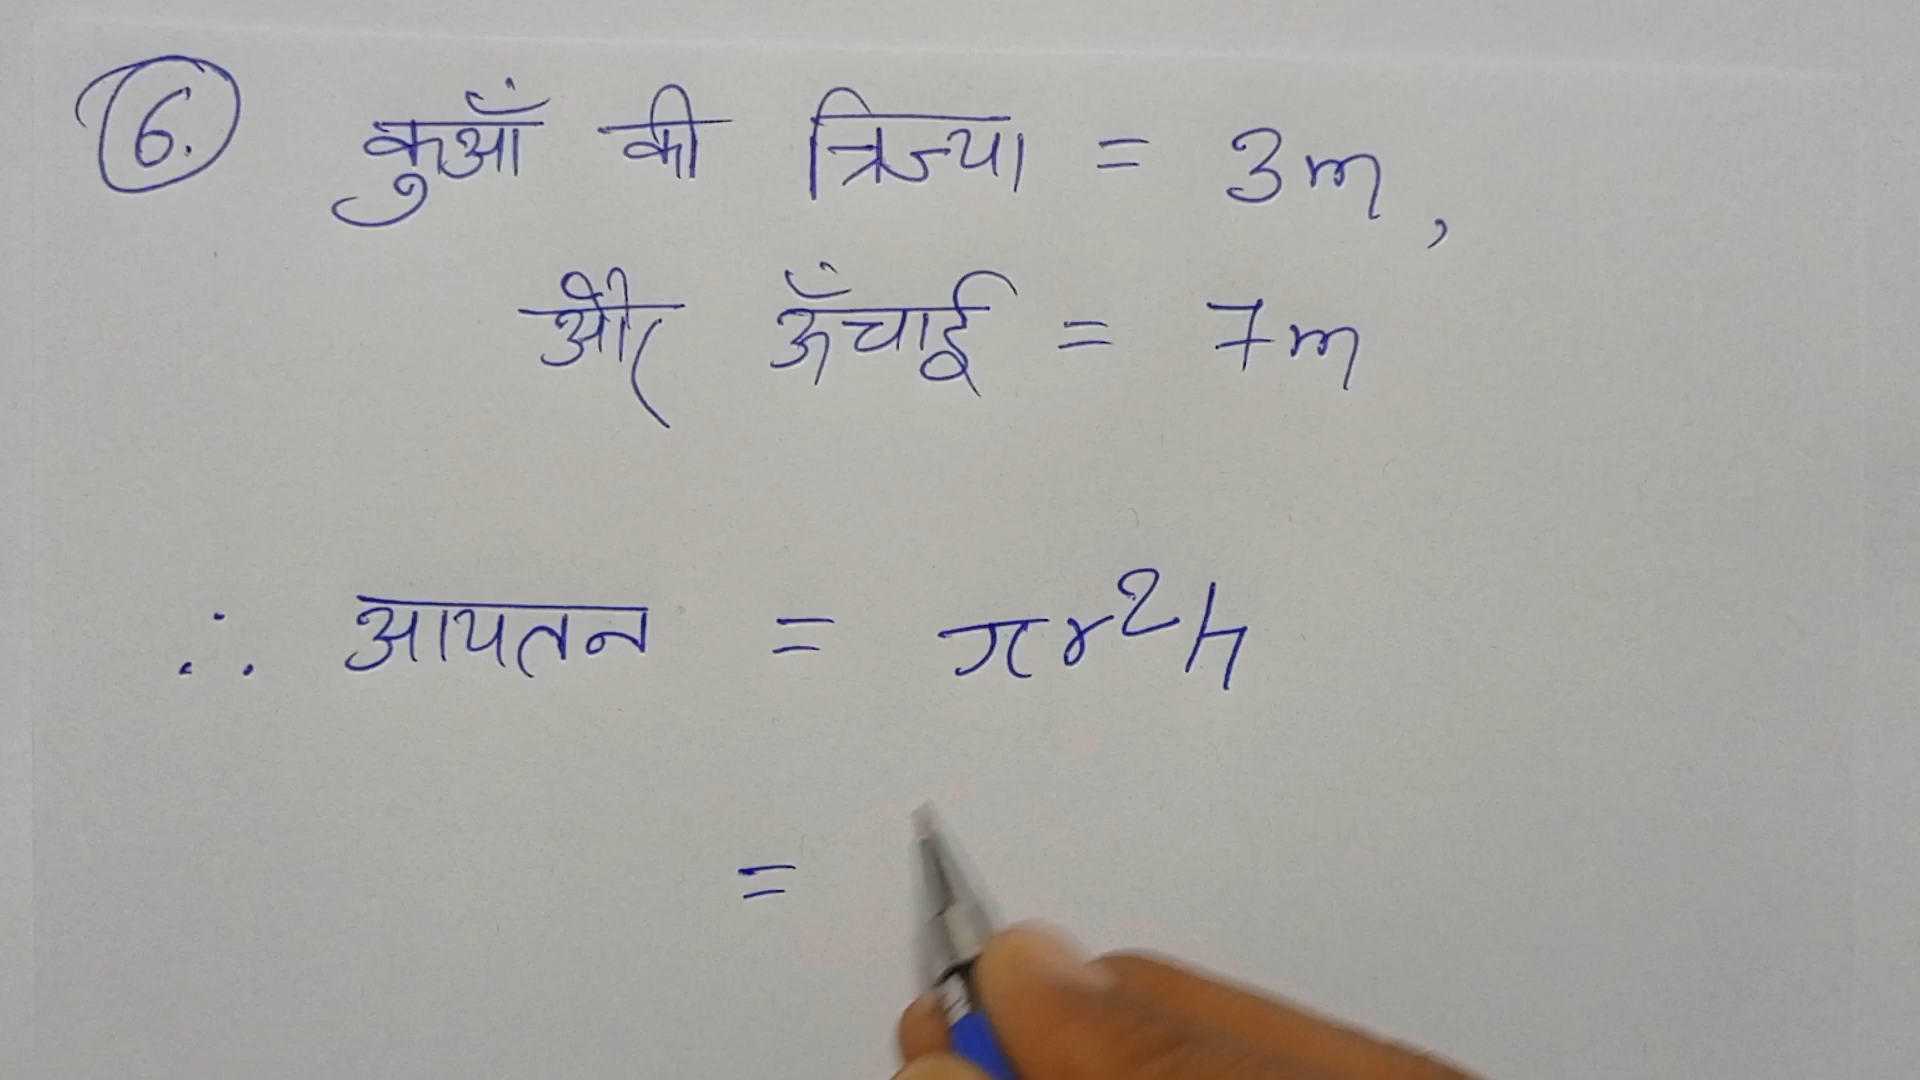 6. कुआँ की त्रिज्या = 3m,
और ऊँचाई = 7m
∴ आयतन = πr²h
=